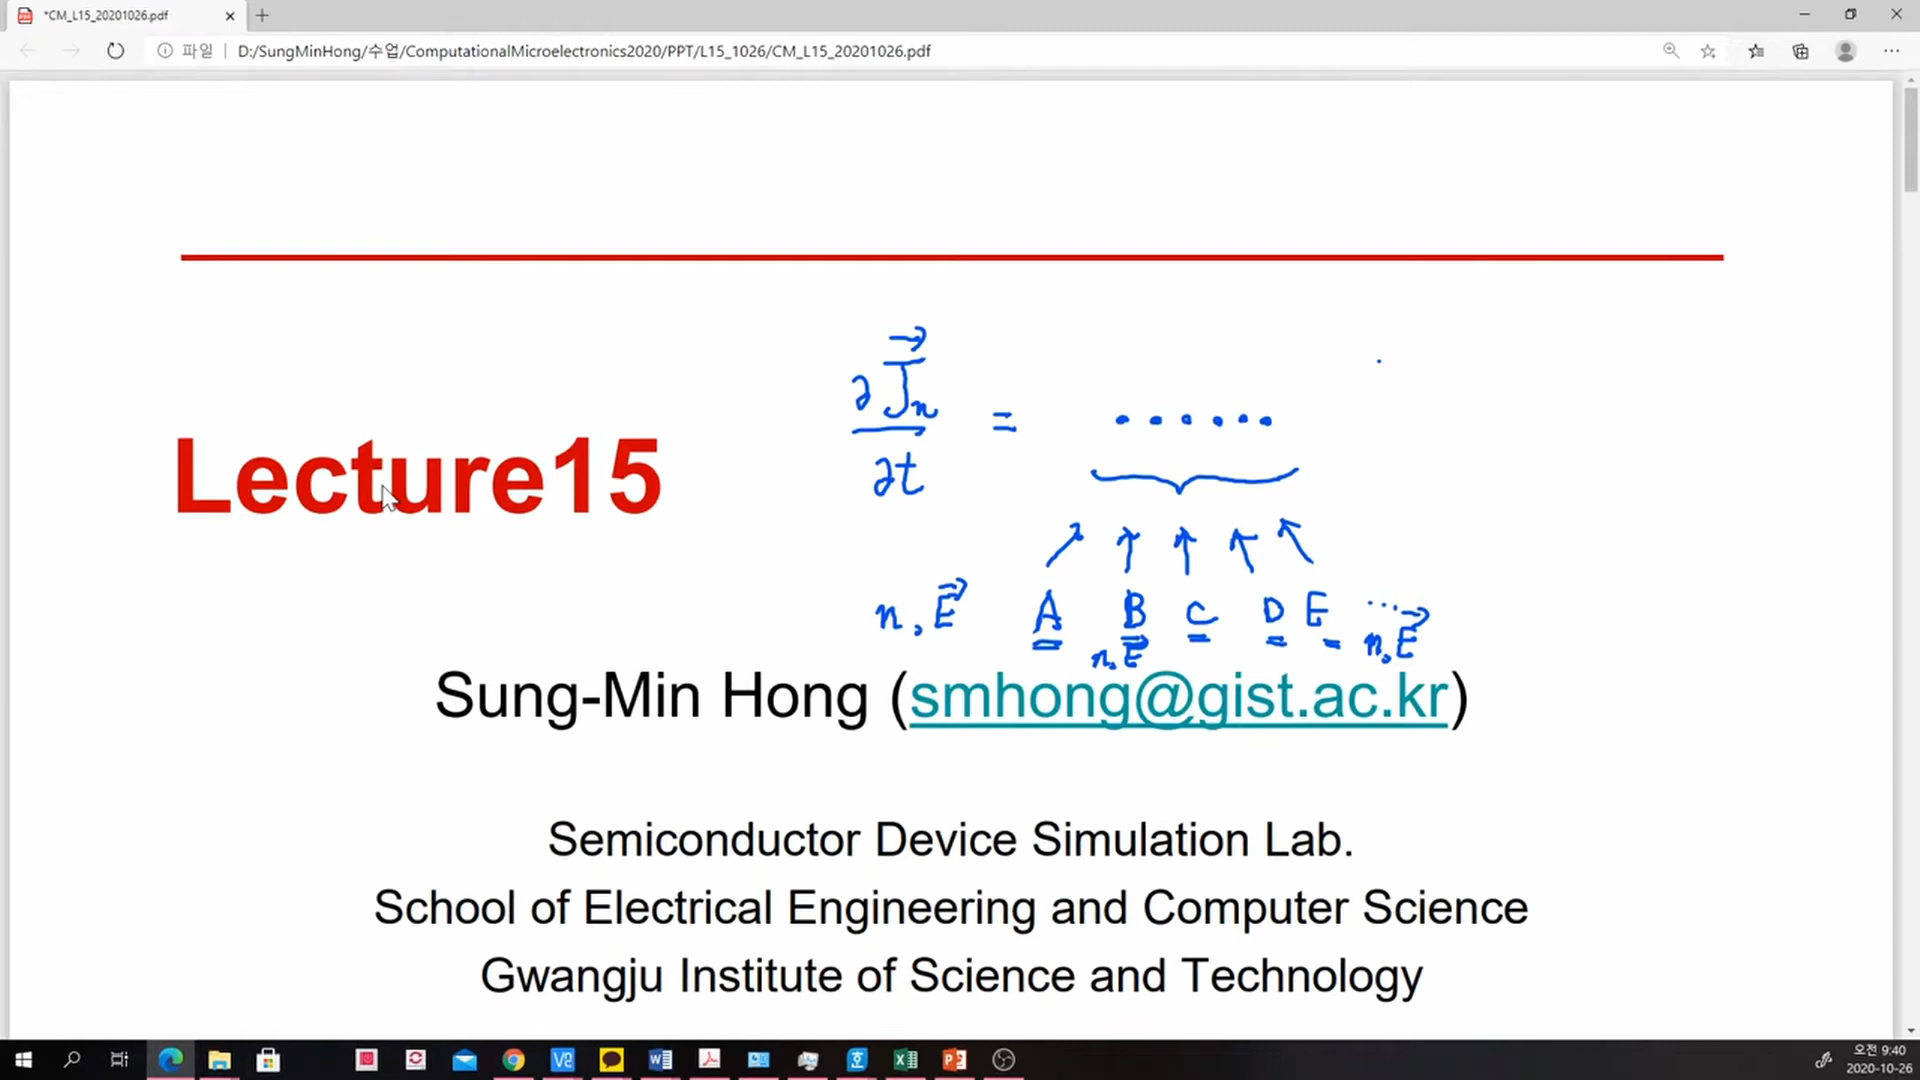 *CM_L15_20201026.pdf
파일 D:/SungMinHong/수업/ComputationalMicroelectronics2020/PPT/L15_1026/CM_L15_20201026.pdf
Lecture15
∂J⃗n/∂t = ······
n, E⃗ A B C D E ···
n, E⃗ n, E⃗
Sung-Min Hong (smhong@gist.ac.kr)
Semiconductor Device Simulation Lab.
School of Electrical Engineering and Computer Science
Gwangju Institute of Science and Technology
오전 9:40
2020-10-26